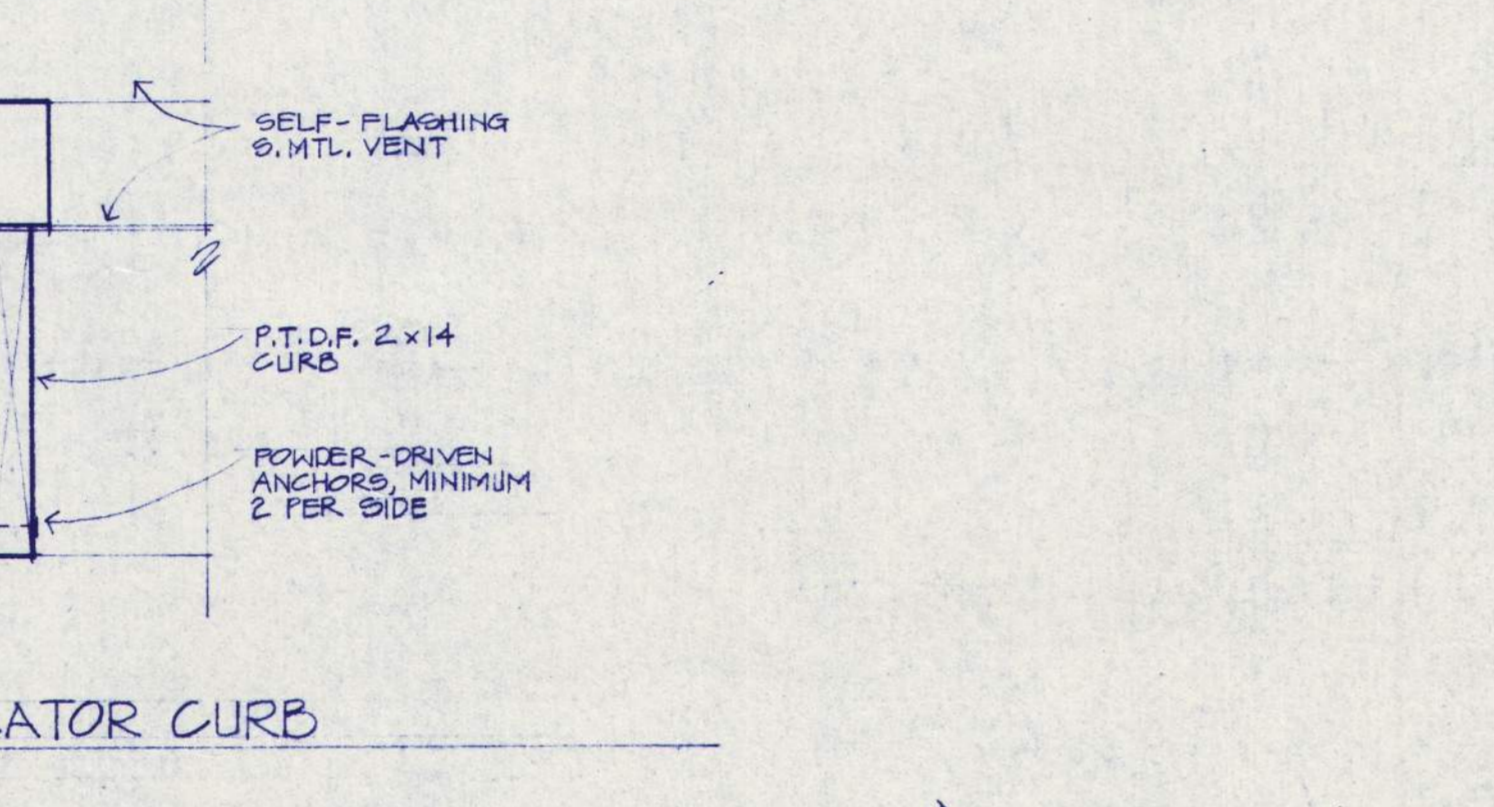 SELF-FLASHING
S.MTL. VENT
P.T.D.F. 2x14
CURB
POWDER-DRIVEN
ANCHORS, MINIMUM
2 PER SIDE
ATOR CURB